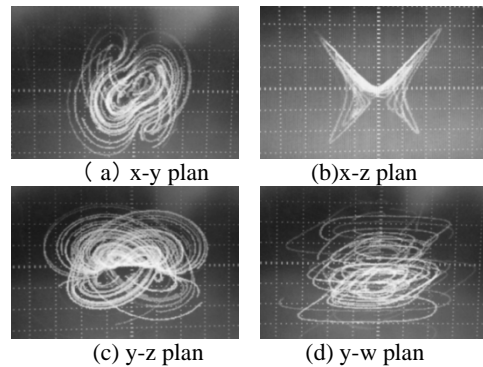 （ a） x-y plan
(b)x-z plan
(c) y-z plan
(d) y-w plan